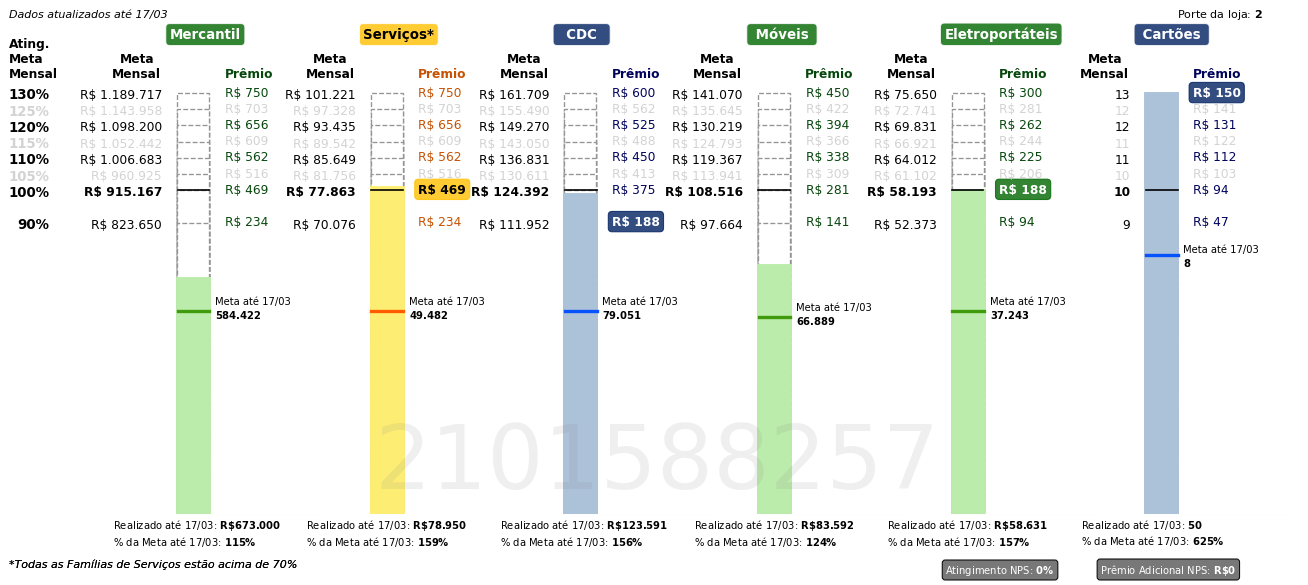 Dados atualizados até 17/03
Porte da loja: 2
Mercantil Serviços* CDC Móveis Eletroportáteis Cartões
Ating. Meta Mensal
Meta Mensal Prêmio Meta Mensal Prêmio Meta Mensal Prêmio Meta Mensal Prêmio Meta Mensal Prêmio Meta Mensal Prêmio
130% R$ 1.189.717 R$ 750 R$ 101.221 R$ 750 R$ 161.709 R$ 600 R$ 141.070 R$ 450 R$ 75.650 R$ 300 13 R$ 150
125% R$ 1.143.958 R$ 703 R$ 97.328 R$ 703 R$ 155.490 R$ 562 R$ 135.645 R$ 422 R$ 72.741 R$ 281 12 R$ 141
120% R$ 1.098.200 R$ 656 R$ 93.435 R$ 656 R$ 149.270 R$ 525 R$ 130.219 R$ 394 R$ 69.831 R$ 262 12 R$ 131
115% R$ 1.052.442 R$ 609 R$ 89.542 R$ 609 R$ 143.050 R$ 488 R$ 124.793 R$ 366 R$ 66.921 R$ 244 11 R$ 122
110% R$ 1.006.683 R$ 562 R$ 85.649 R$ 562 R$ 136.831 R$ 450 R$ 119.367 R$ 338 R$ 64.012 R$ 225 11 R$ 112
105% R$ 960.925 R$ 516 R$ 81.756 R$ 516 R$ 130.611 R$ 413 R$ 113.941 R$ 309 R$ 61.102 R$ 206 10 R$ 103
100% R$ 915.167 R$ 469 R$ 77.863 R$ 469 R$ 124.392 R$ 375 R$ 108.516 R$ 281 R$ 58.193 R$ 188 10 R$ 94
90% R$ 823.650 R$ 234 R$ 70.076 R$ 234 R$ 111.952 R$ 188 R$ 97.664 R$ 141 R$ 52.373 R$ 94 9 R$ 47
Meta até 17/03
8
Meta até 17/03 Meta até 17/03 Meta até 17/03 Meta até 17/03 Meta até 17/03
584.422 49.482 79.051 66.889 37.243
2101588257
Realizado até 17/03: R$673.000 Realizado até 17/03: R$78.950 Realizado até 17/03: R$123.591 Realizado até 17/03: R$83.592 Realizado até 17/03: R$58.631 Realizado até 17/03: 50
% da Meta até 17/03: 115% % da Meta até 17/03: 159% % da Meta até 17/03: 156% % da Meta até 17/03: 124% % da Meta até 17/03: 157% % da Meta até 17/03: 625%
*Todas as Famílias de Serviços estão acima de 70%
Atingimento NPS: 0% Prêmio Adicional NPS: R$0